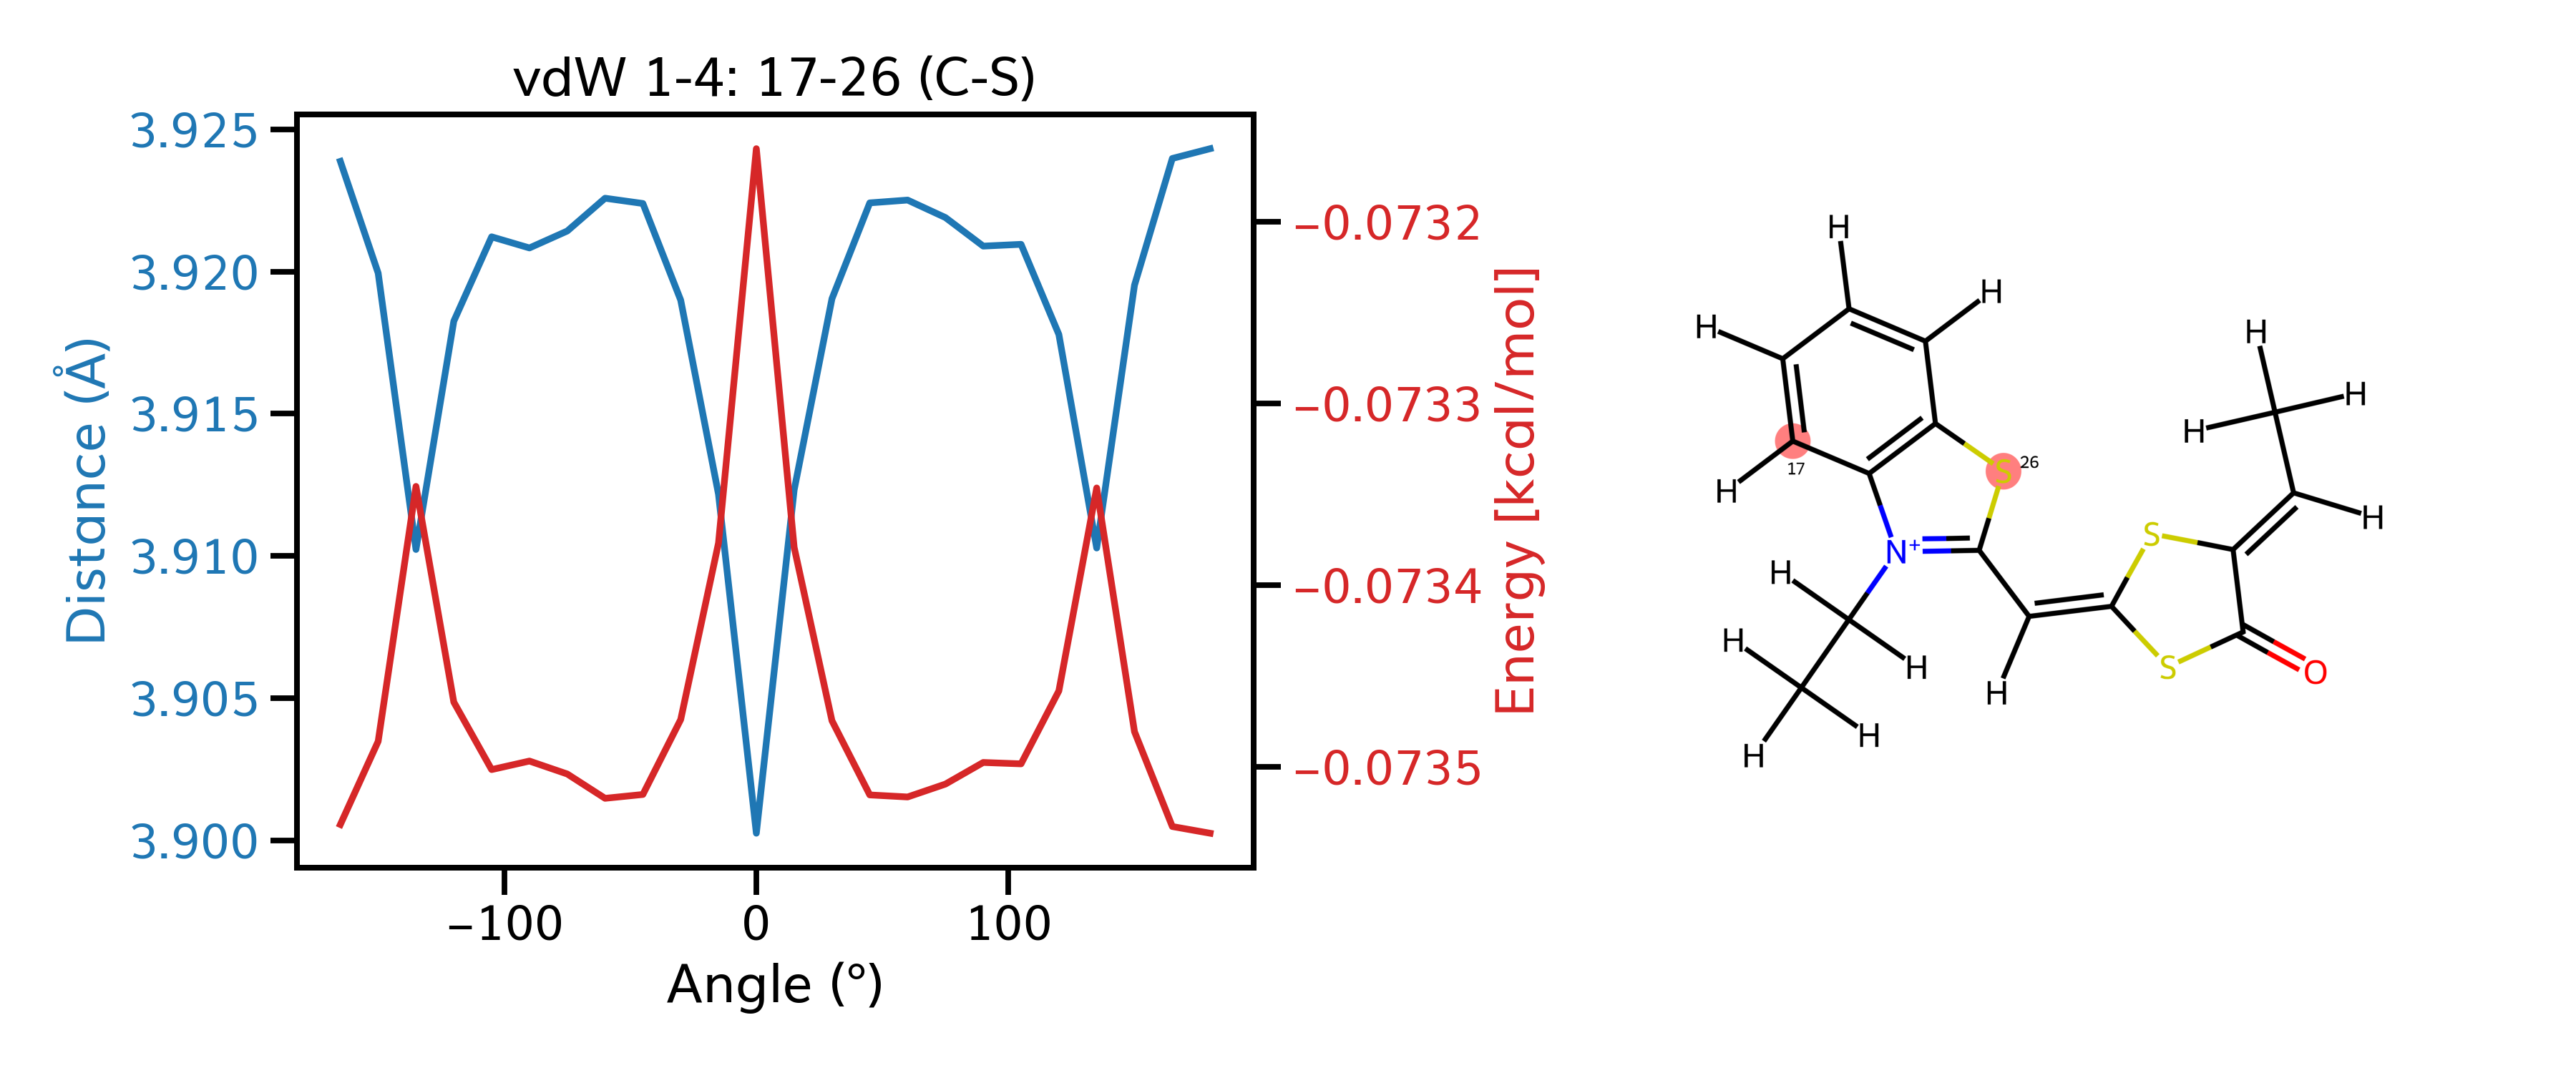 vdW 1-4: 17-26 (C-S)
3.925
3.920
3.915
3.910
3.905
3.900
Distance (Å)
−100
0
100
Angle (°)
−0.0732
−0.0733
−0.0734
−0.0735
Energy [kcal/mol]
H
H
H
H
H
H
17
S 26
H
H
S
H
N+
H
H
H
S
O
H
H
H